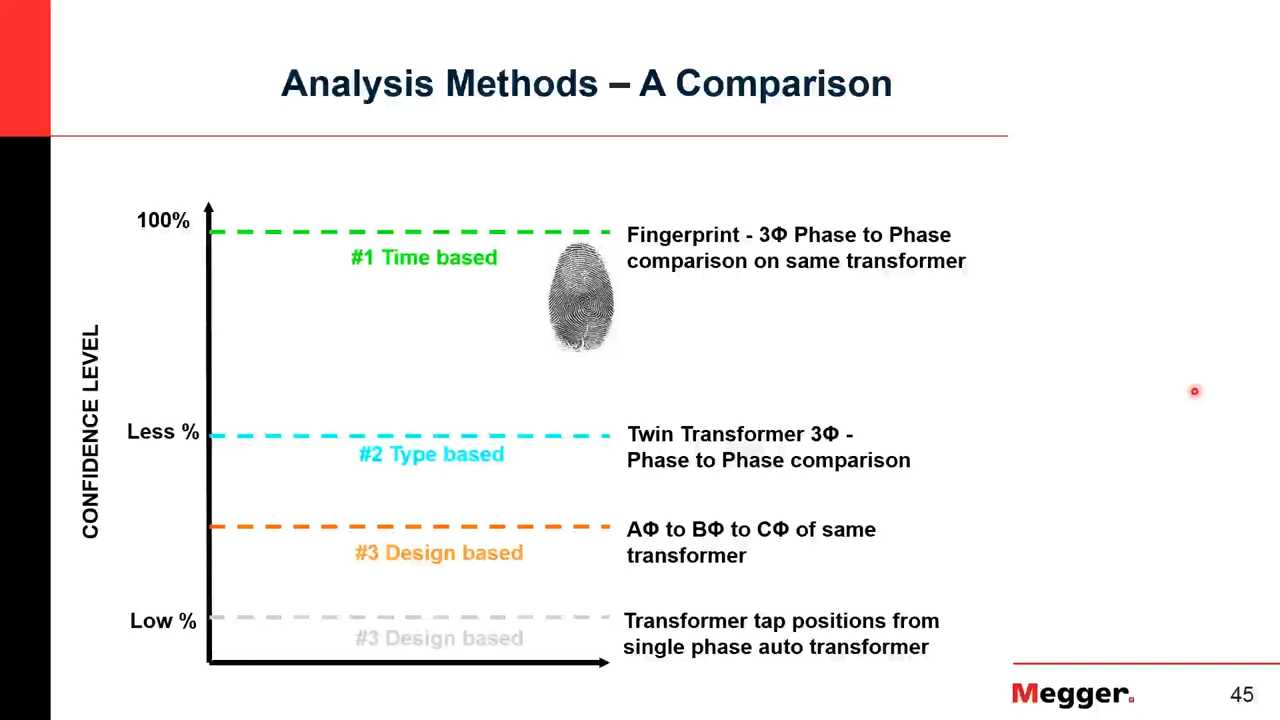 Analysis Methods – A Comparison
CONFIDENCE LEVEL
100%
#1 Time based
Fingerprint - 3Φ Phase to Phase
comparison on same transformer
Less %
#2 Type based
Twin Transformer 3Φ -
Phase to Phase comparison
#3 Design based
AΦ to BΦ to CΦ of same
transformer
Low %
#3 Design based
Transformer tap positions from
single phase auto transformer
Megger.
45